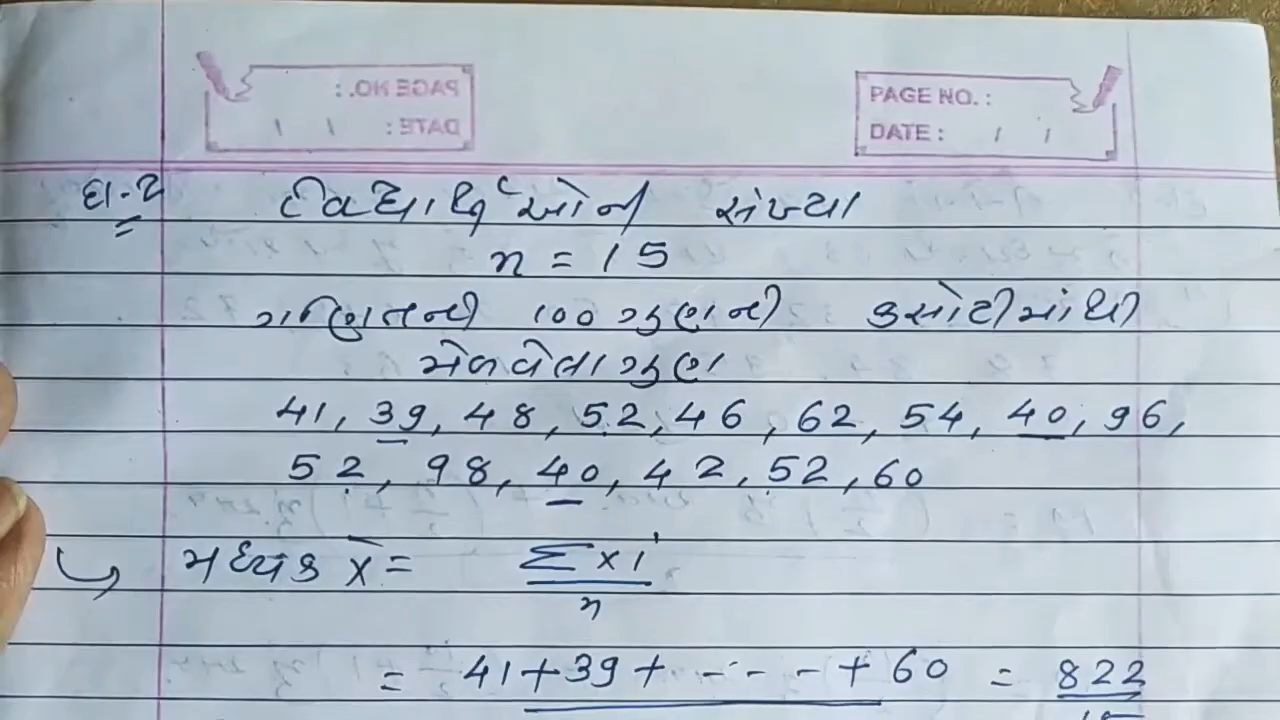 PAGE NO. :
DATE : / /
દા.૨ વિદ્યાર્થીઓની સંખ્યા
n = 15
ગણિતની 100 ગુણની કસોટીમાંથી
મેળવેલા ગુણ
41, 39, 48, 52, 46, 62, 54, 40, 96,
52, 98, 40, 42, 52, 60
મધ્યક x̄ = Σxi
n
= 41+39+ - - - + 60 = 822
15